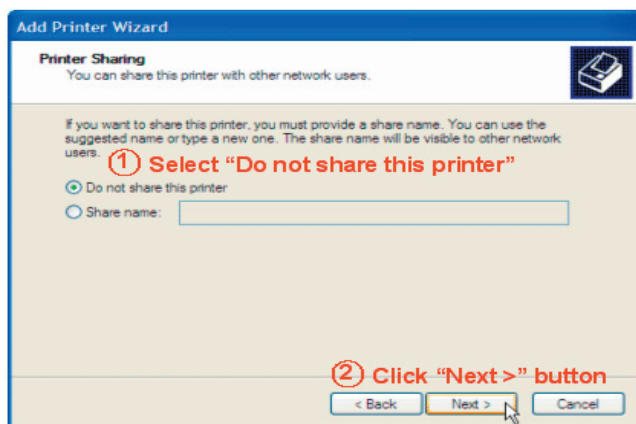 Add Printer Wizard
Printer Sharing
You can share this printer with other network users.
If you want to share this printer, you must provide a share name. You can use the
suggested name or type a new one. The share name will be visible to other network
users.
① Select “Do not share this printer”
Do not share this printer
Share name:
② Click “Next >” button
< Back Next > Cancel